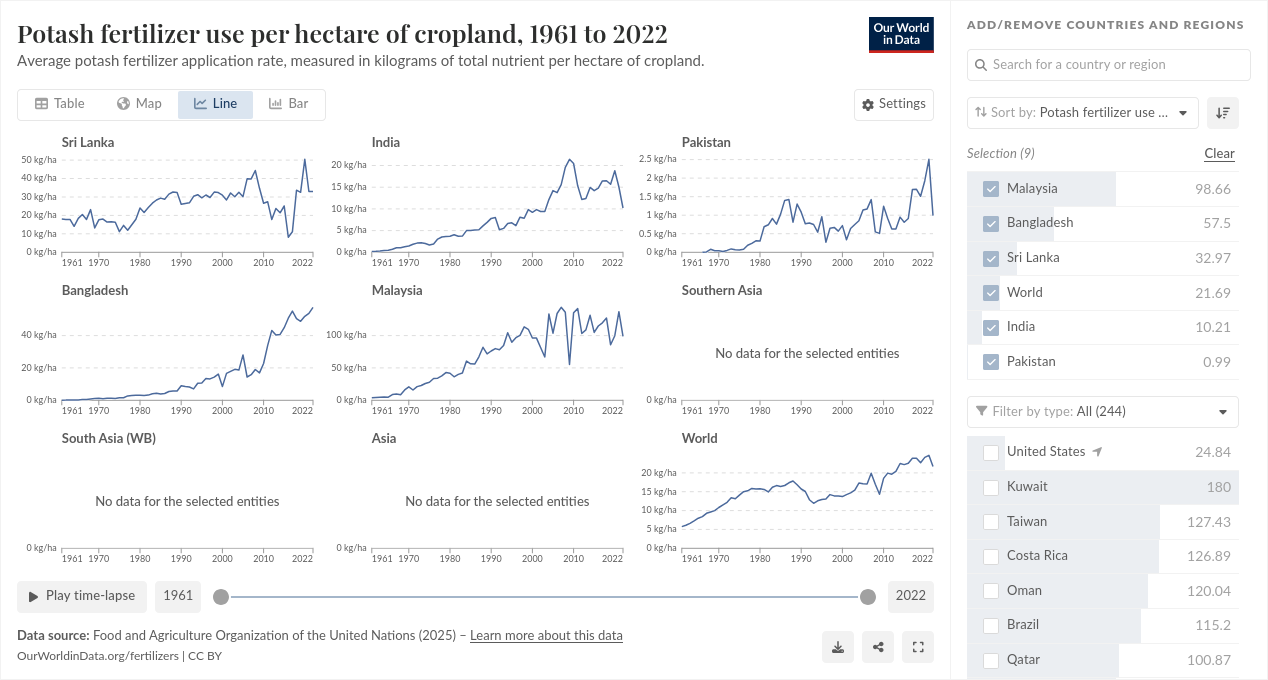 Potash fertilizer use per hectare of cropland, 1961 to 2022
Average potash fertilizer application rate, measured in kilograms of total nutrient per hectare of cropland.
Our World
in Data
Table
Map
Line
Bar
Settings
Sri Lanka
50 kg/ha
40 kg/ha
30 kg/ha
20 kg/ha
10 kg/ha
0 kg/ha
1961 1970 1980 1990 2000 2010 2022
India
20 kg/ha
15 kg/ha
10 kg/ha
5 kg/ha
0 kg/ha
1961 1970 1980 1990 2000 2010 2022
Pakistan
2.5 kg/ha
2 kg/ha
1.5 kg/ha
1 kg/ha
0.5 kg/ha
0 kg/ha
1961 1970 1980 1990 2000 2010 2022
Bangladesh
40 kg/ha
20 kg/ha
0 kg/ha
1961 1970 1980 1990 2000 2010 2022
Malaysia
100 kg/ha
50 kg/ha
0 kg/ha
1961 1970 1980 1990 2000 2010 2022
Southern Asia
No data for the selected entities
0 kg/ha
1961 1970 1980 1990 2000 2010 2022
South Asia (WB)
No data for the selected entities
0 kg/ha
1961 1970 1980 1990 2000 2010 2022
Asia
No data for the selected entities
0 kg/ha
1961 1970 1980 1990 2000 2010 2022
World
20 kg/ha
15 kg/ha
10 kg/ha
5 kg/ha
0 kg/ha
1961 1970 1980 1990 2000 2010 2022
Play time-lapse
1961
2022
Data source: Food and Agriculture Organization of the United Nations (2025) – Learn more about this data
OurWorldinData.org/fertilizers | CC BY
ADD/REMOVE COUNTRIES AND REGIONS
Search for a country or region
Sort by: Potash fertilizer use ...
Selection (9)
Clear
Malaysia 98.66
Bangladesh 57.5
Sri Lanka 32.97
World 21.69
India 10.21
Pakistan 0.99
Filter by type: All (244)
United States 24.84
Kuwait 180
Taiwan 127.43
Costa Rica 126.89
Oman 120.04
Brazil 115.2
Qatar 100.87